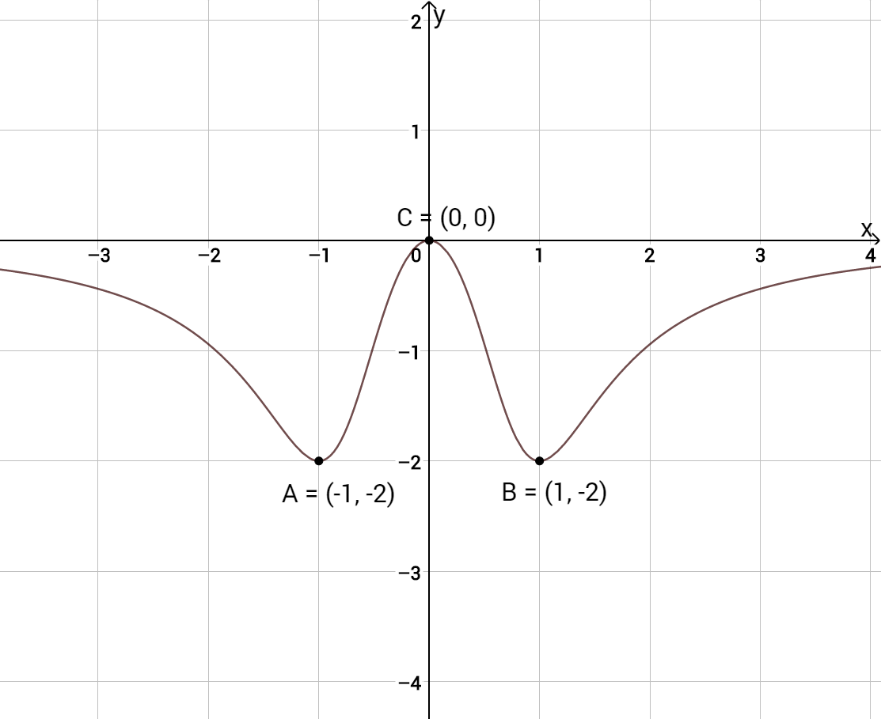 2
y
1
C = (0, 0)
x
−3 −2 −1 0 1 2 3 4
−1
−2
A = (-1, -2)
B = (1, -2)
−3
−4